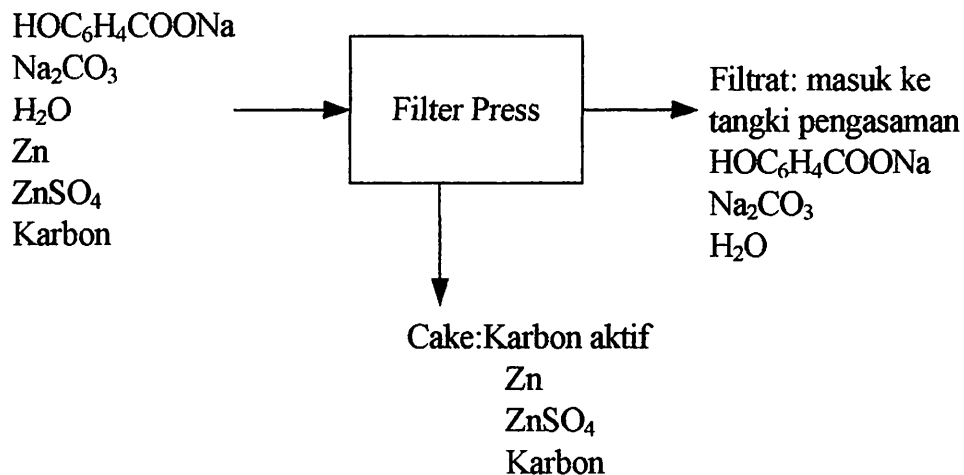 HOC₆H₄COONa
Na₂CO₃
H₂O
Zn
ZnSO₄
Karbon
Filter Press
Filtrat: masuk ke
tangki pengasaman
HOC₆H₄COONa
Na₂CO₃
H₂O
Cake:Karbon aktif
Zn
ZnSO₄
Karbon